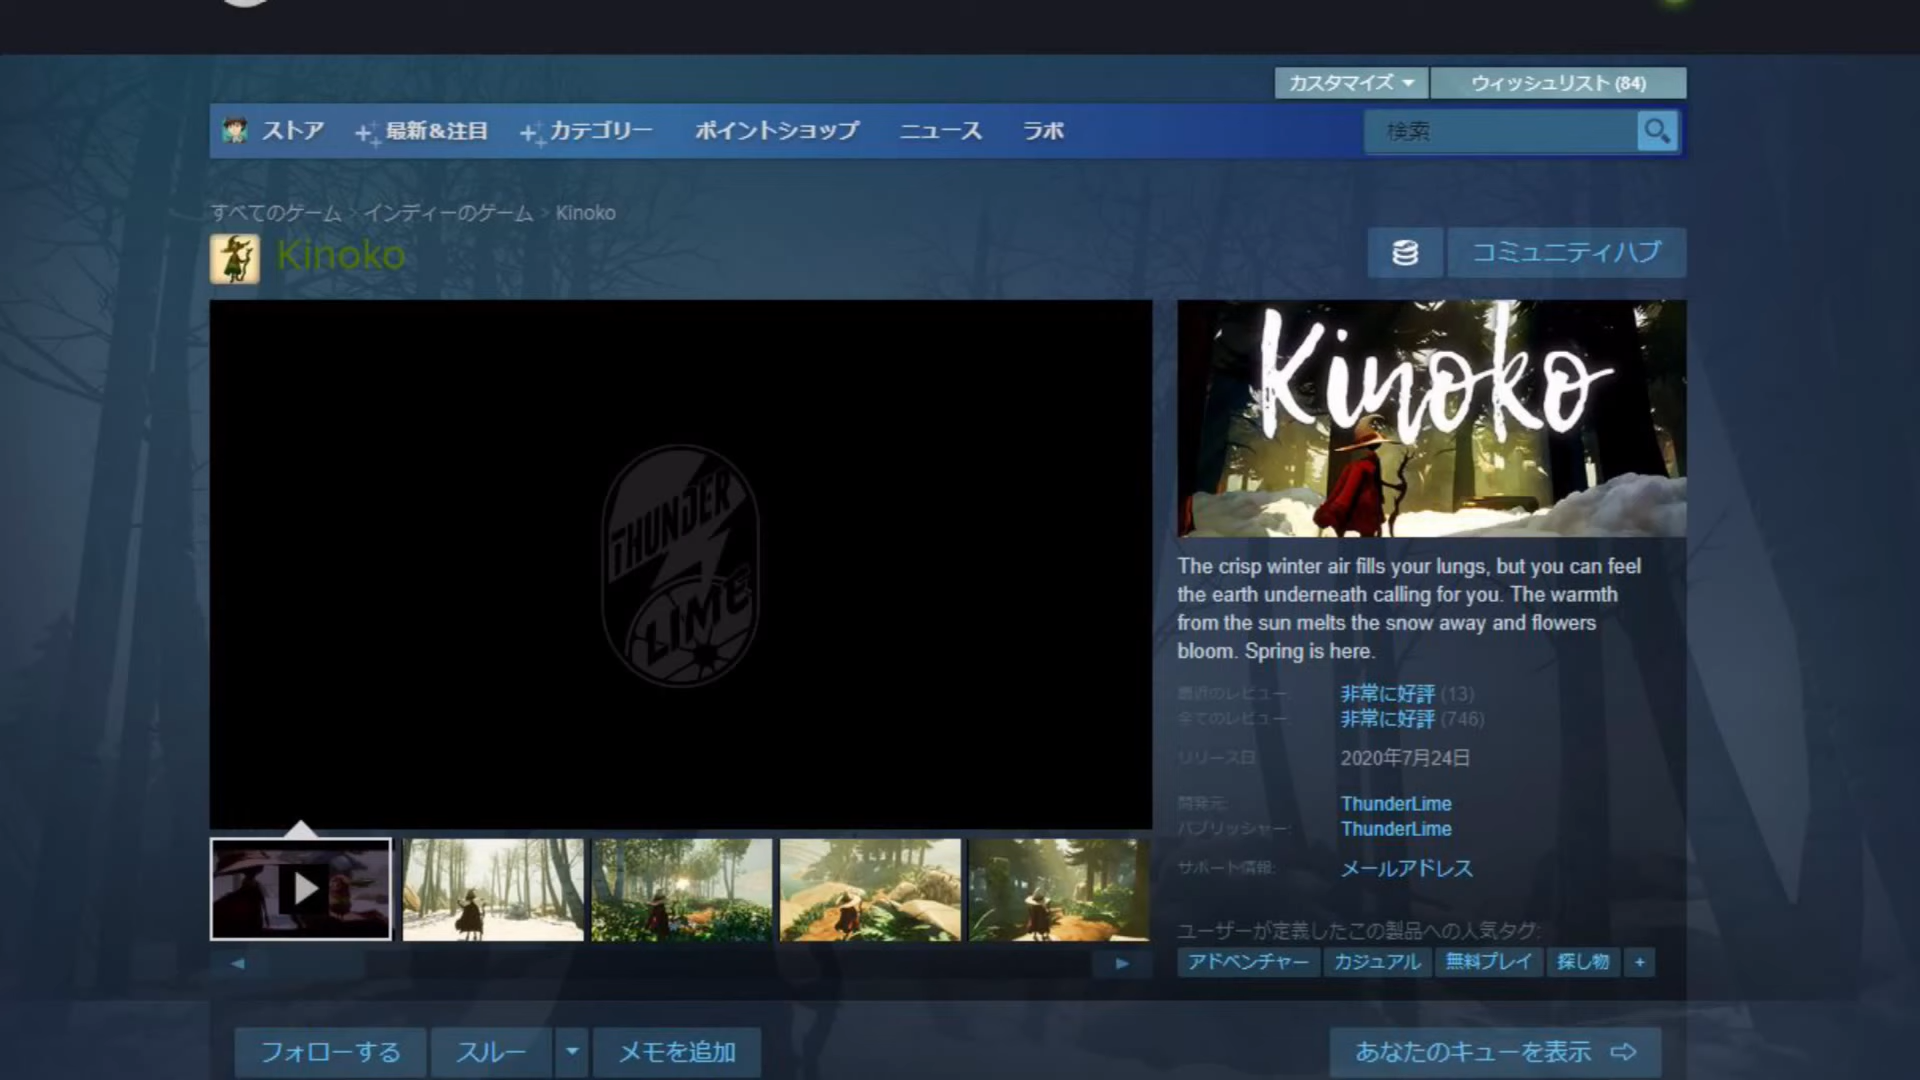 カスタマイズ
ウィッシュリスト (84)
ストア
最新&注目
カテゴリー
ポイントショップ
ニュース
ラボ
検索
すべてのゲーム > インディーのゲーム > Kinoko
Kinoko
コミュニティハブ
THUNDER
LIME
Kinoko
The crisp winter air fills your lungs, but you can feel
the earth underneath calling for you. The warmth
from the sun melts the snow away and flowers
bloom. Spring is here.
最近のレビュー: 非常に好評 (13)
全てのレビュー: 非常に好評 (746)
リリース日 2020年7月24日
開発元: ThunderLime
パブリッシャー: ThunderLime
サポート情報: メールアドレス
ユーザーが定義したこの製品への人気タグ:
アドベンチャー カジュアル 無料プレイ 探し物 +
フォローする
スルー
メモを追加
あなたのキューを表示